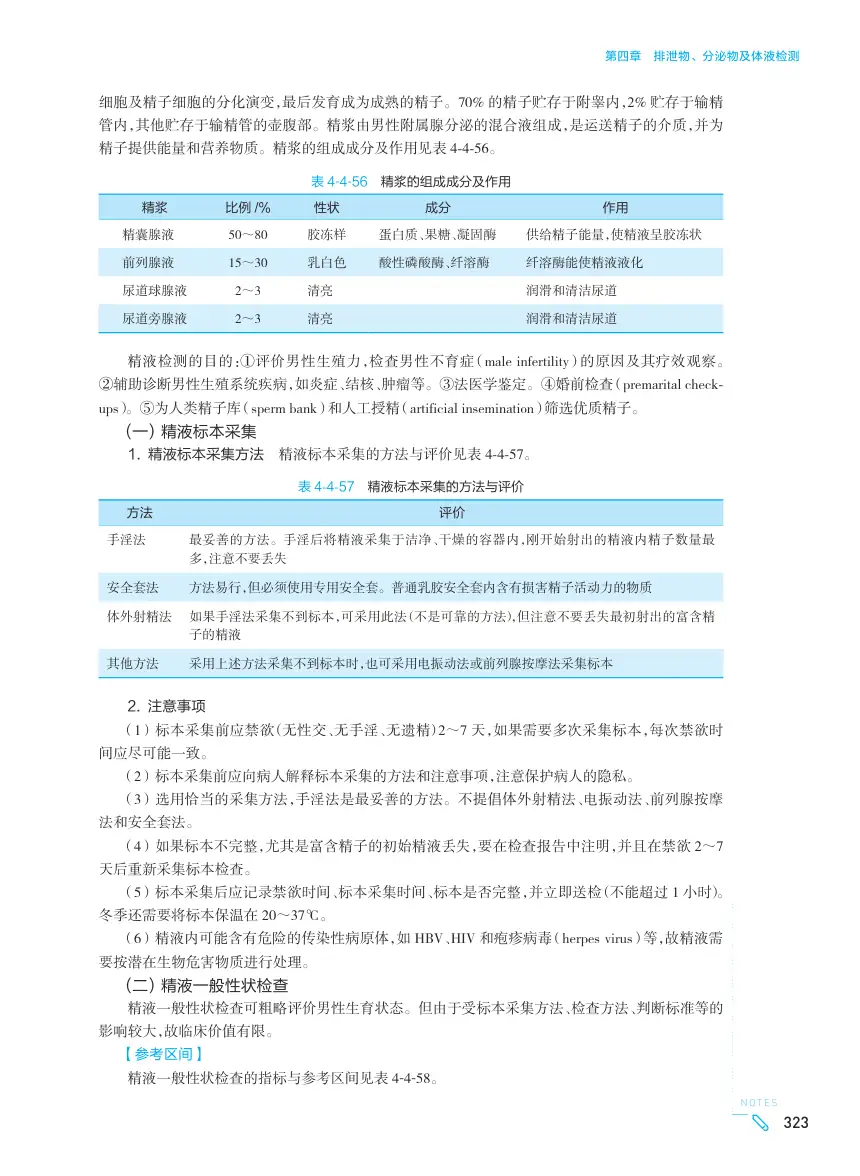 第四章 排泄物、分泌物及体液检测
细胞及精子细胞的分化演变,最后发育成为成熟的精子。70% 的精子贮存于附睾内,2% 贮存于输精
管内,其他贮存于输精管的壶腹部。精浆由男性附属腺分泌的混合液组成,是运送精子的介质,并为
精子提供能量和营养物质。精浆的组成成分及作用见表 4-4-56。
表 4-4-56 精浆的组成成分及作用
精浆 比例 /% 性状 成分 作用
精囊腺液 50～80 胶冻样 蛋白质、果糖、凝固酶 供给精子能量,使精液呈胶冻状
前列腺液 15～30 乳白色 酸性磷酸酶、纤溶酶 纤溶酶能使精液液化
尿道球腺液 2～3 清亮 润滑和清洁尿道
尿道旁腺液 2～3 清亮 润滑和清洁尿道
精液检测的目的:①评价男性生殖力,检查男性不育症(male infertility)的原因及其疗效观察。
②辅助诊断男性生殖系统疾病,如炎症、结核、肿瘤等。③法医学鉴定。④婚前检查(premarital check-
ups)。⑤为人类精子库(sperm bank)和人工授精(artificial insemination)筛选优质精子。
(一)精液标本采集
1. 精液标本采集方法 精液标本采集的方法与评价见表 4-4-57。
表 4-4-57 精液标本采集的方法与评价
方法 评价
手淫法 最妥善的方法。手淫后将精液采集于洁净、干燥的容器内,刚开始射出的精液内精子数量最
多,注意不要丢失
安全套法 方法易行,但必须使用专用安全套。普通乳胶安全套内含有损害精子活动力的物质
体外射精法 如果手淫法采集不到标本,可采用此法(不是可靠的方法),但注意不要丢失最初射出的富含精
子的精液
其他方法 采用上述方法采集不到标本时,也可采用电振动法或前列腺按摩法采集标本
2. 注意事项
(1)标本采集前应禁欲(无性交、无手淫、无遗精)2～7 天,如果需要多次采集标本,每次禁欲时
间应尽可能一致。
(2)标本采集前应向病人解释标本采集的方法和注意事项,注意保护病人的隐私。
(3)选用恰当的采集方法,手淫法是最妥善的方法。不提倡体外射精法、电振动法、前列腺按摩
法和安全套法。
(4)如果标本不完整,尤其是富含精子的初始精液丢失,要在检查报告中注明,并且在禁欲 2～7
天后重新采集标本检查。
(5)标本采集后应记录禁欲时间、标本采集时间、标本是否完整,并立即送检(不能超过 1 小时)。
冬季还需要将标本保温在 20～37℃。
(6)精液内可能含有危险的传染性病原体,如 HBV、HIV 和疱疹病毒(herpes virus)等,故精液需
要按潜在生物危害物质进行处理。
(二)精液一般性状检查
精液一般性状检查可粗略评价男性生育状态。但由于受标本采集方法、检查方法、判断标准等的
影响较大,故临床价值有限。
【参考区间】
精液一般性状检查的指标与参考区间见表 4-4-58。
NOTES
323